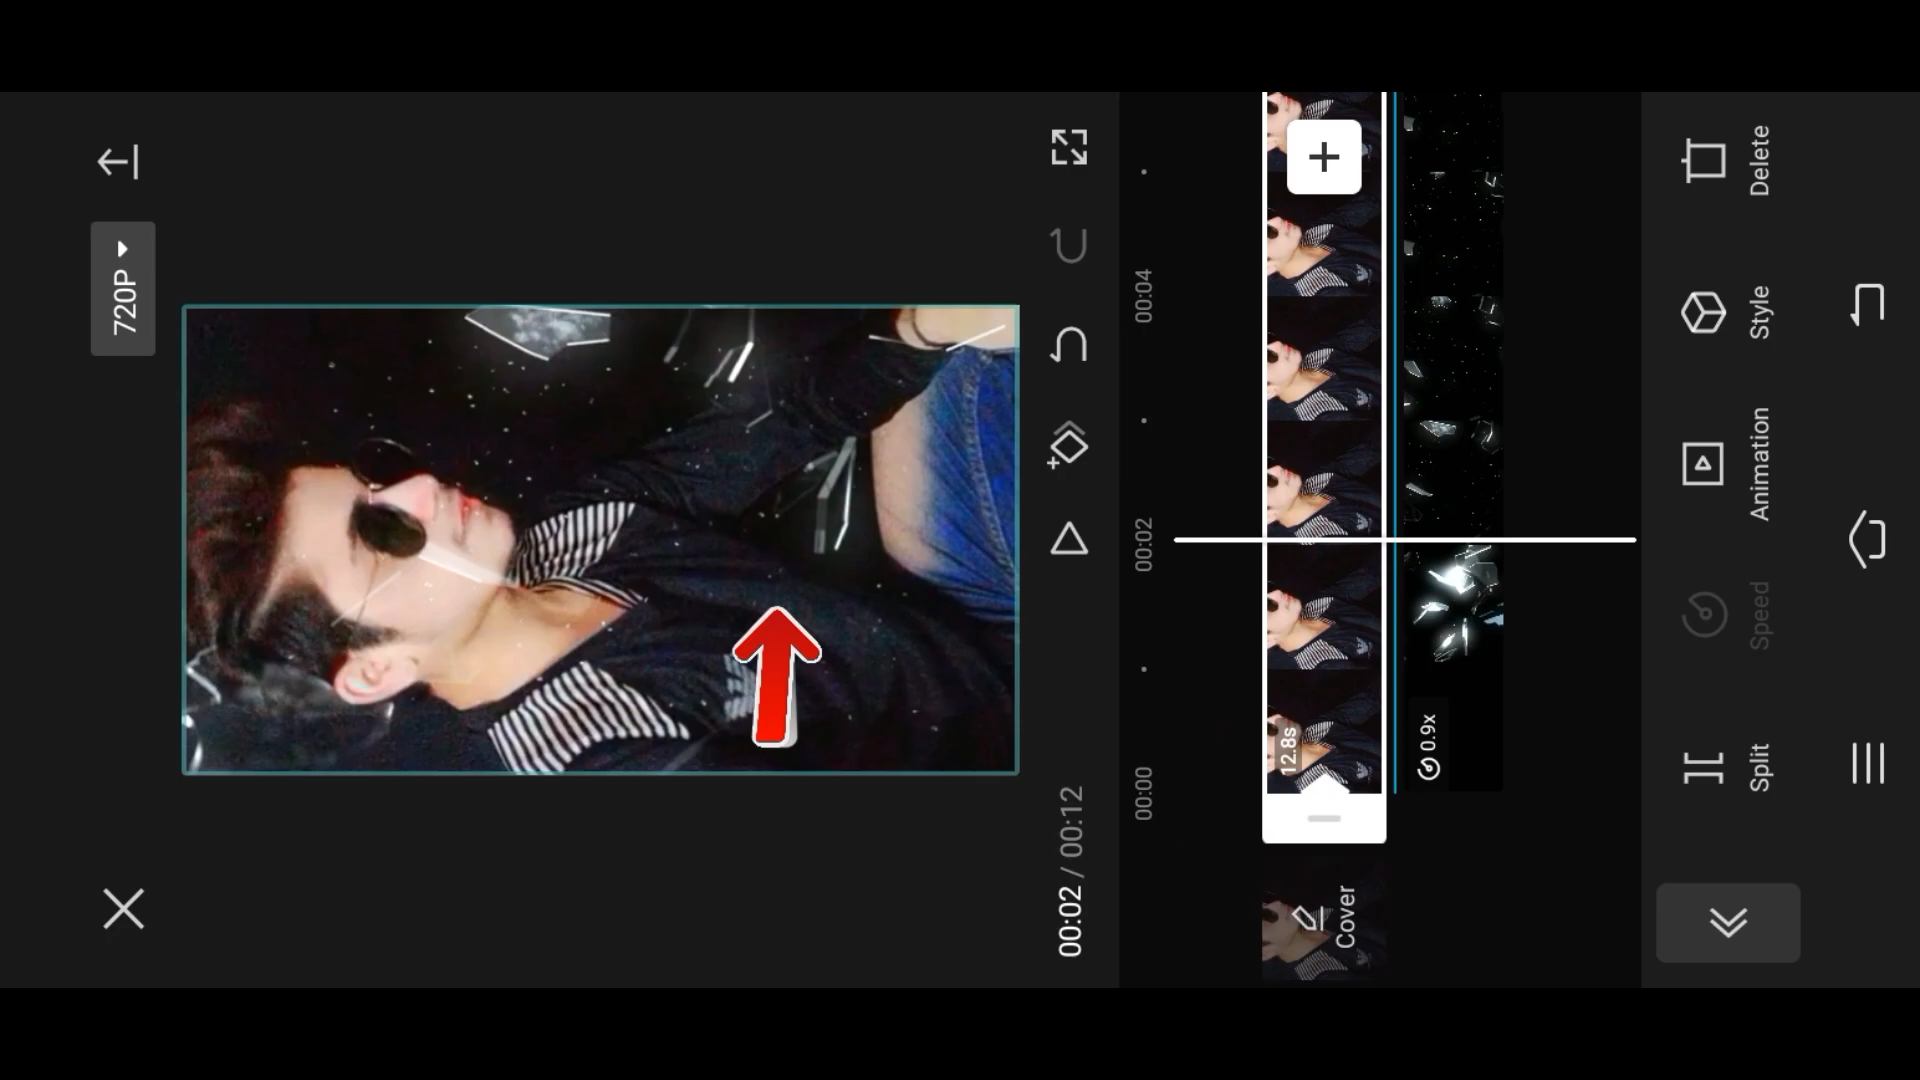 720P
00:02 / 00:12
00:00
00:02
00:04
12.8s
Cover
0.9x
Split
Speed
Animation
Style
Delete